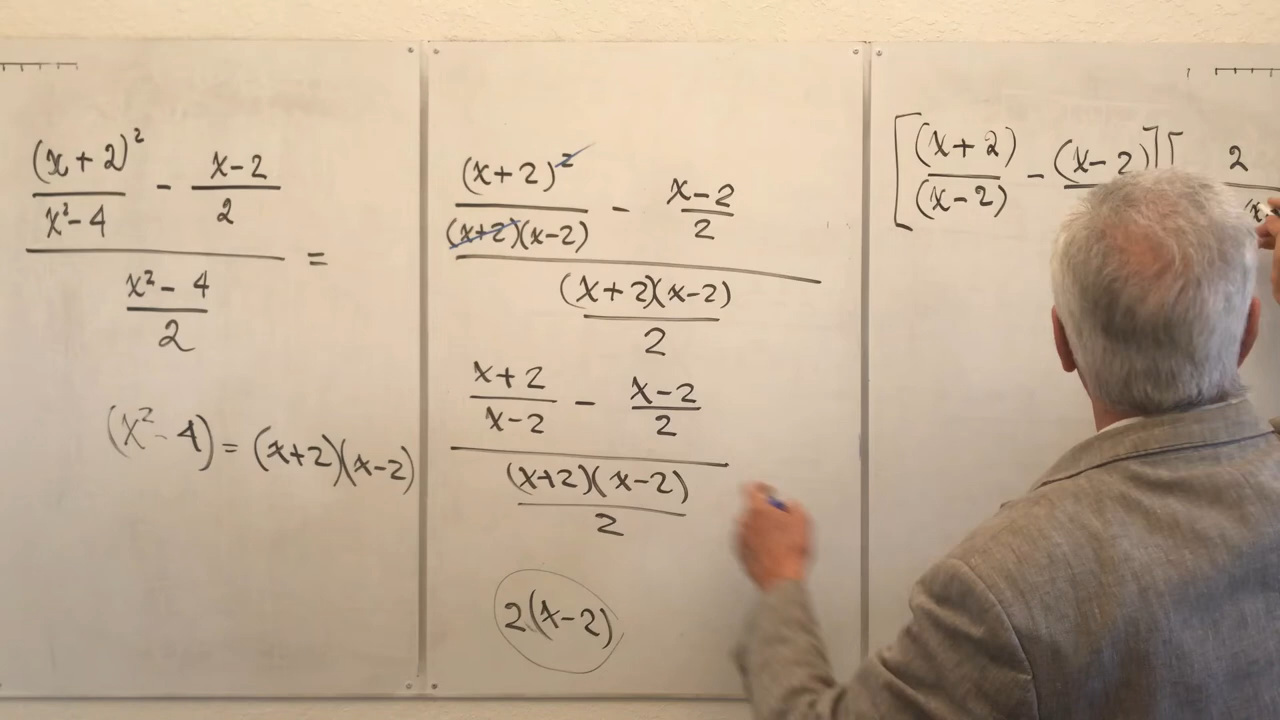 (x+2)² / x²-4 - x-2 / 2
x²-4 / 2 =
(x²-4) = (x+2)(x-2)
(x+2)² / (x+2)(x-2) - x-2 / 2
(x+2)(x-2) / 2
x+2 / x-2 - x-2 / 2
(x+2)(x-2) / 2
2(x-2)
[(x+2) / (x-2) - (x-2)] [2